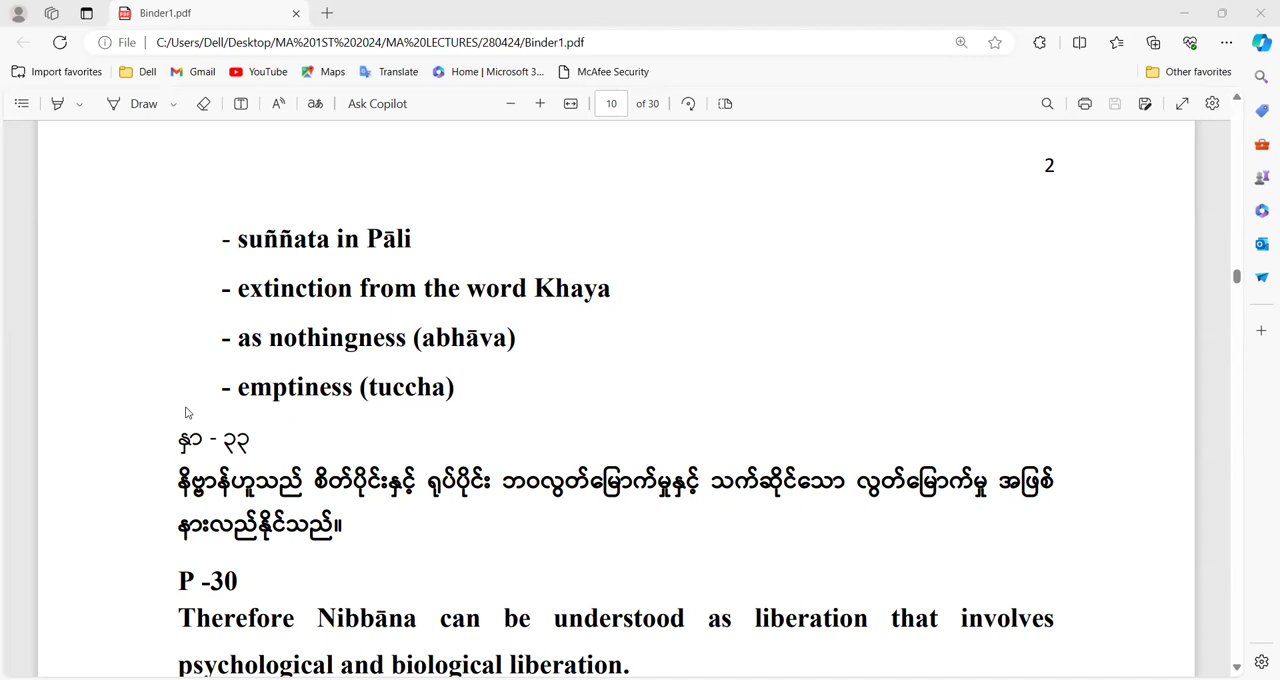 Binder1.pdf
File C:/Users/Dell/Desktop/MA%201ST%202024/MA%20LECTURES/280424/Binder1.pdf
Import favorites Dell Gmail YouTube Maps Translate Home | Microsoft 3... McAfee Security Other favorites
Draw Ask Copilot 10 of 30
2
- suññata in Pāli
- extinction from the word Khaya
- as nothingness (abhāva)
- emptiness (tuccha)
နှာ - ၃၃
နိဗ္ဗာန်ဟူသည် စိတ်ပိုင်းနှင့် ရုပ်ပိုင်း ဘဝလွတ်မြောက်မှုနှင့် သက်ဆိုင်သော လွတ်မြောက်မှု အဖြစ်
နားလည်နိုင်သည်။
P -30
Therefore Nibbāna can be understood as liberation that involves
psychological and biological liberation.